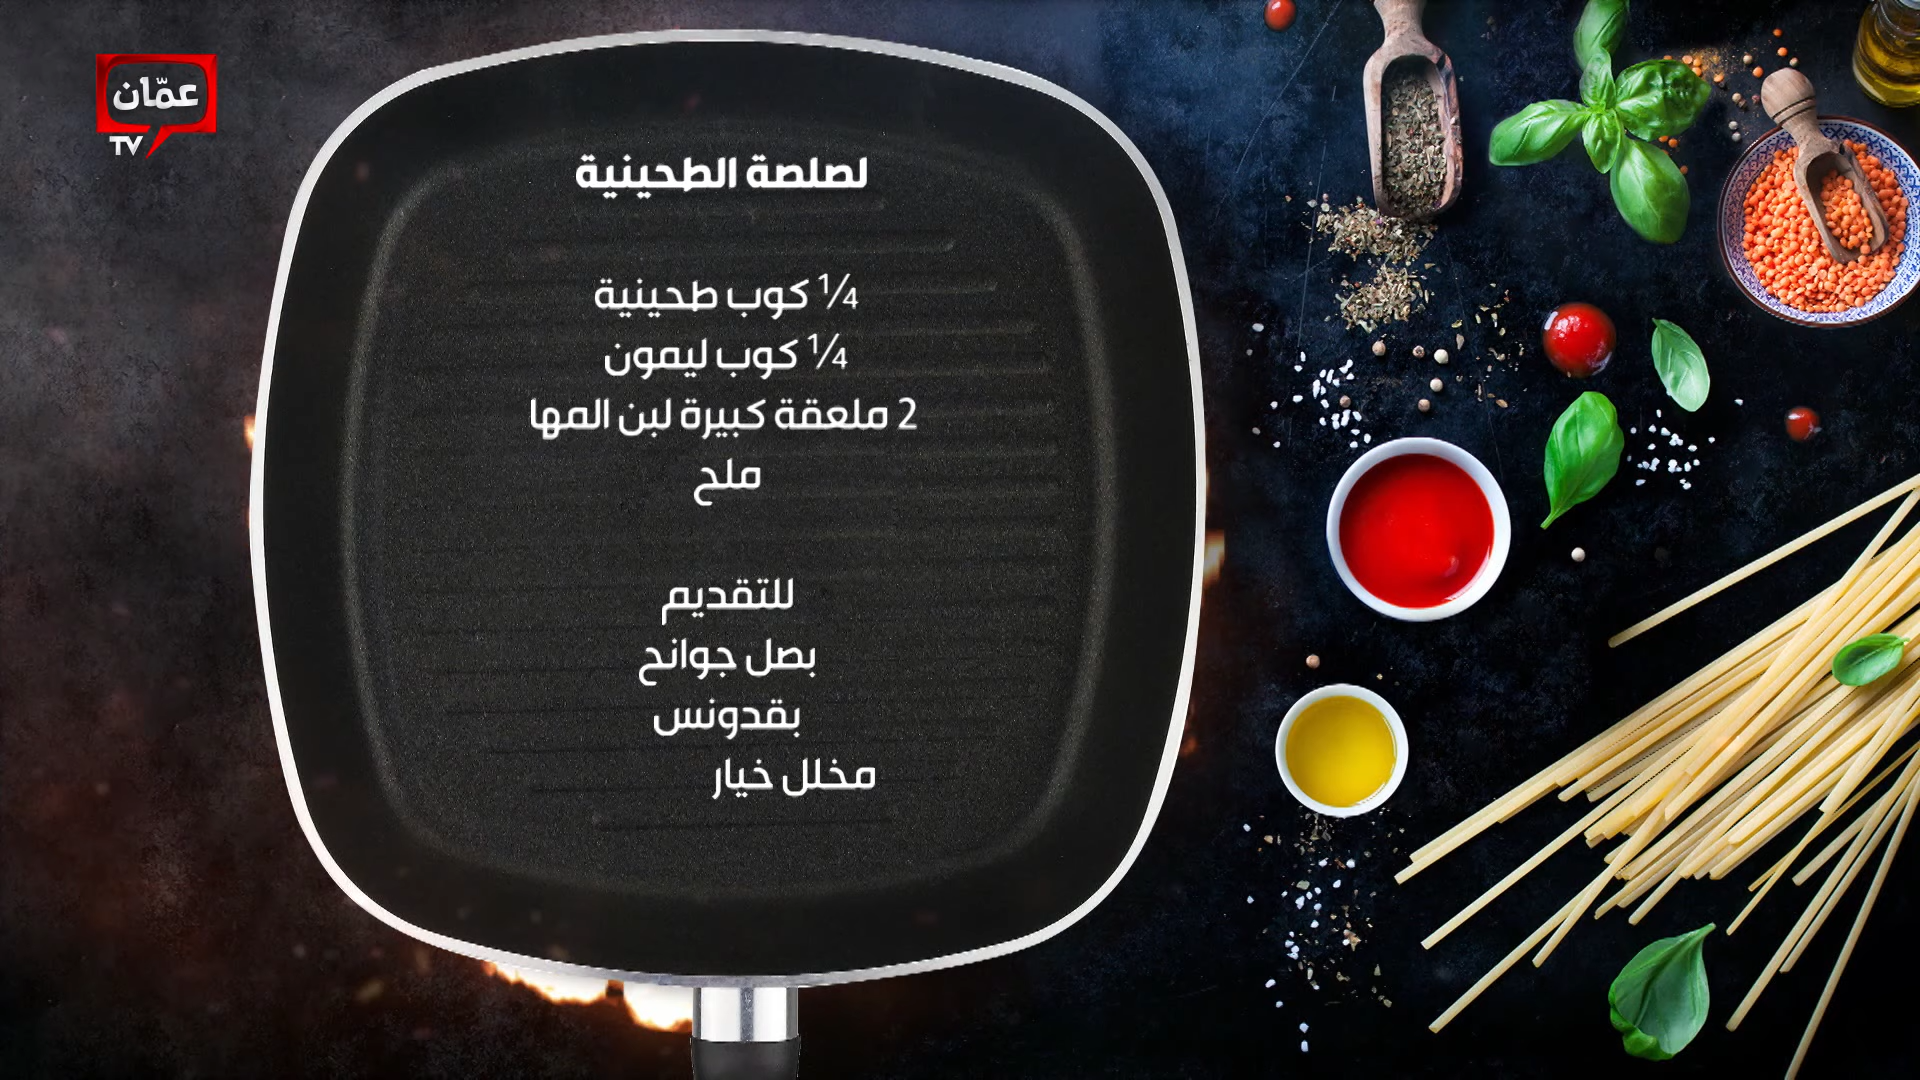 عمّان
TV
لصلصة الطحينية
¼ كوب طحينية
¼ كوب ليمون
2 ملعقة كبيرة لبن المها
ملح
للتقديم
بصل جوانح
بقدونس
مخلل خيار